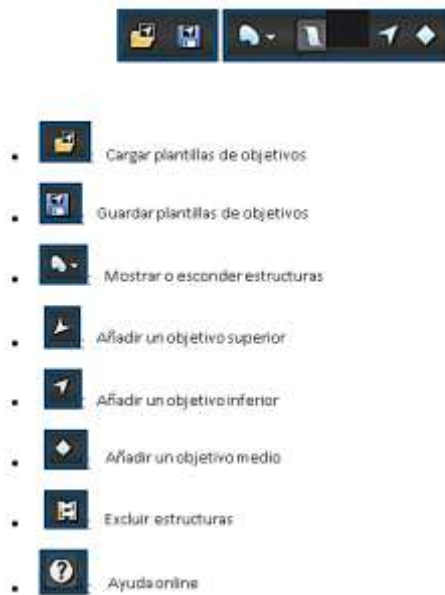 Cargar plantillas de objetivos
Guardar plantillas de objetivos
Mostrar o esconder estructuras
Añadir un objetivo superior
Añadir un objetivo inferior
Añadir un objetivo medio
Excluir estructuras
Ayuda online